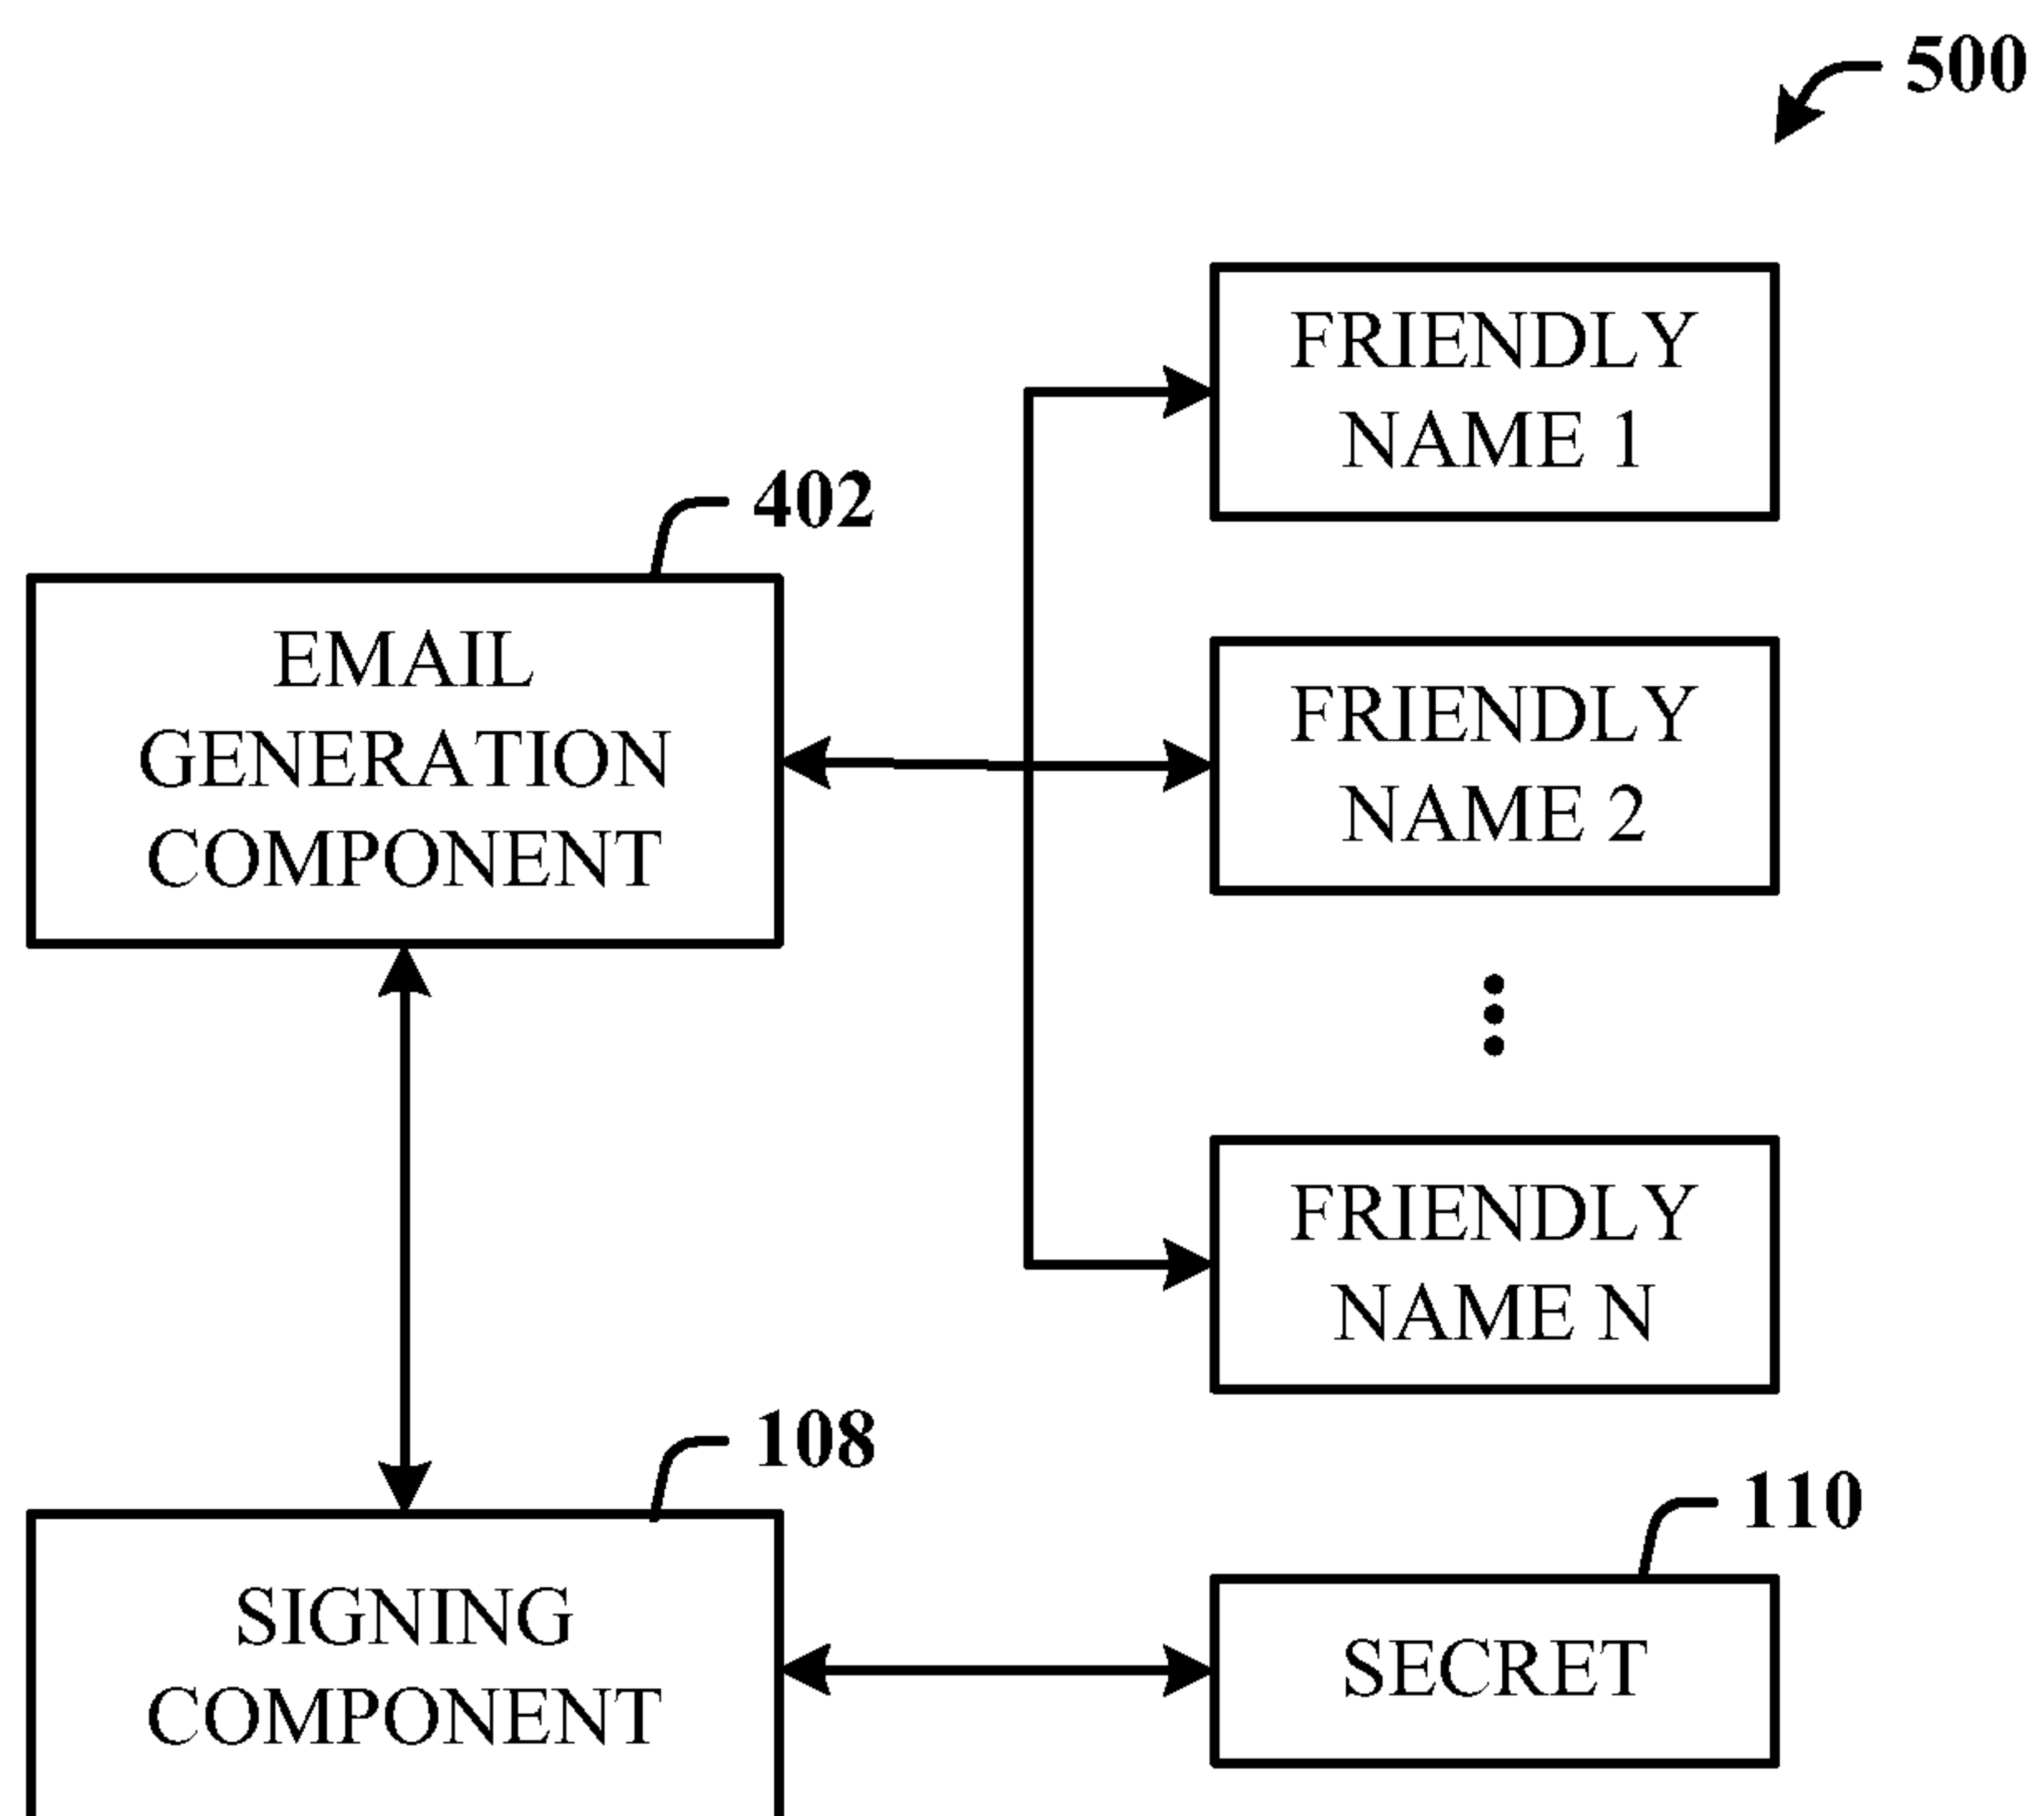 500
FRIENDLY
NAME 1
402
EMAIL
GENERATION
COMPONENT
FRIENDLY
NAME 2
FRIENDLY
NAME N
108
SIGNING
COMPONENT
110
SECRET